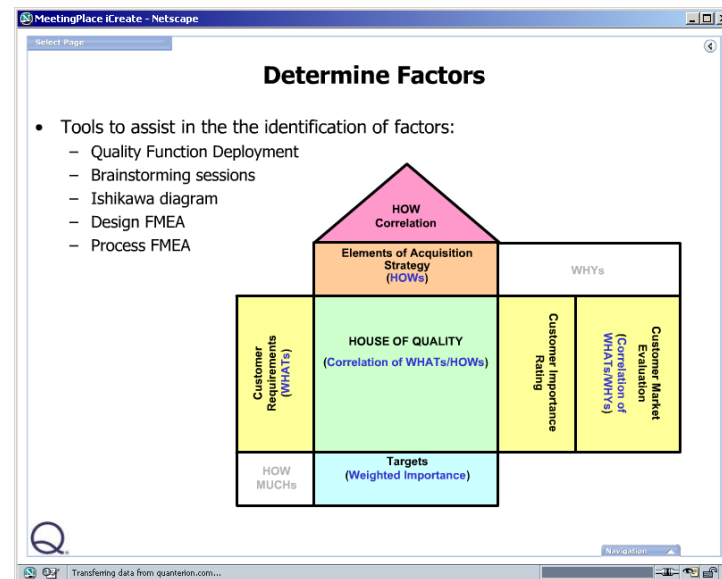 MeetingPlace iCreate - Netscape
Select Page
Determine Factors
• Tools to assist in the the identification of factors:
– Quality Function Deployment
– Brainstorming sessions
– Ishikawa diagram
– Design FMEA
– Process FMEA
HOW
Correlation
Elements of Acquisition
Strategy
(HOWs)
WHYs
Customer
Requirements
(WHATs)
HOUSE OF QUALITY
(Correlation of WHATs/HOWs)
Customer Importance
Rating
Customer Market
Evaluation
(Correlation of
WHATs/WHYs)
HOW
MUCHs
Targets
(Weighted Importance)
Q
Navigation
Transferring data from quanterion.com...